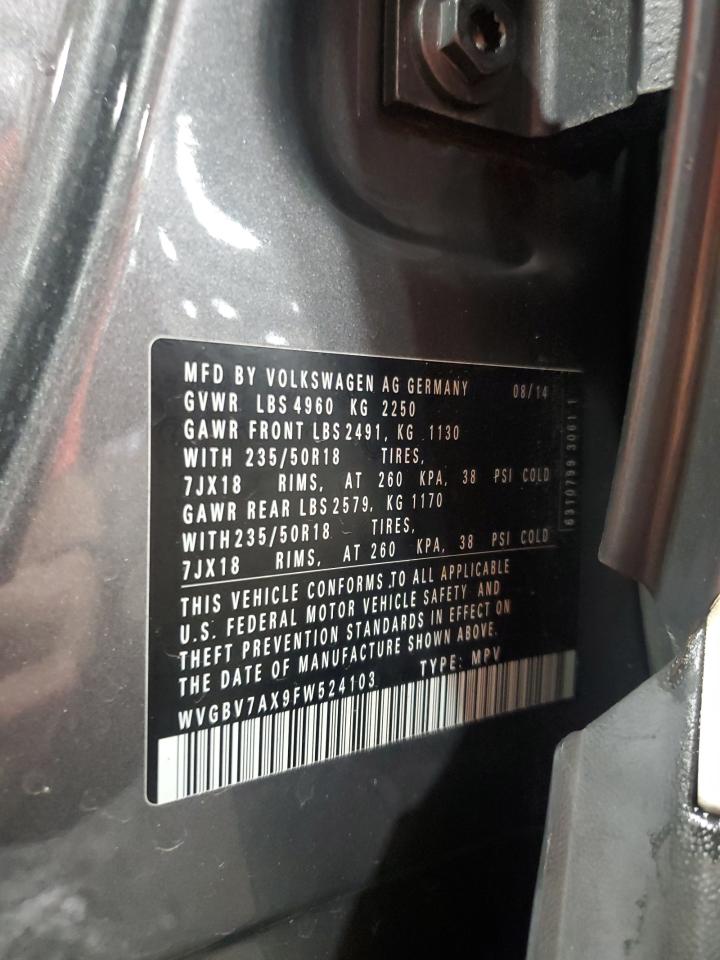 MFD BY VOLKSWAGEN AG GERMANY 08/14
GVWR LBS 4960 KG 2250
GAWR FRONT LBS 2491, KG 1130
WITH 235/50R18 TIRES,
7JX18 RIMS, AT 260 KPA, 38 PSI COLD
GAWR REAR LBS 2579, KG 1170
WITH 235/50R18 TIRES,
7JX18 RIMS, AT 260 KPA, 38 PSI COLD
THIS VEHICLE CONFORMS TO ALL APPLICABLE
U.S. FEDERAL MOTOR VEHICLE SAFETY AND
THEFT PREVENTION STANDARDS IN EFFECT ON
THE DATE OF MANUFACTURE SHOWN ABOVE.
WVGBV7AX9FW524103 TYPE: MPV
6310799 3061 1